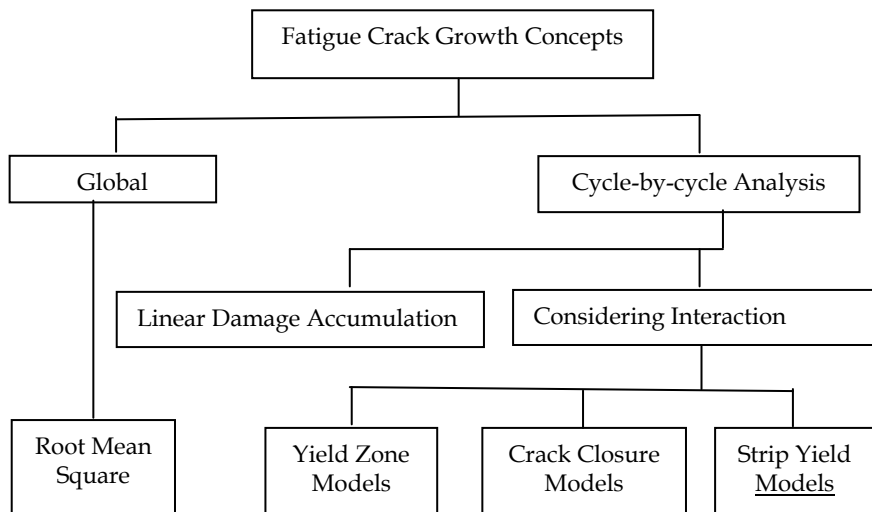 Fatigue Crack Growth Concepts
Global
Cycle-by-cycle Analysis
Linear Damage Accumulation
Considering Interaction
Root Mean
Square
Yield Zone
Models
Crack Closure
Models
Strip Yield
Models